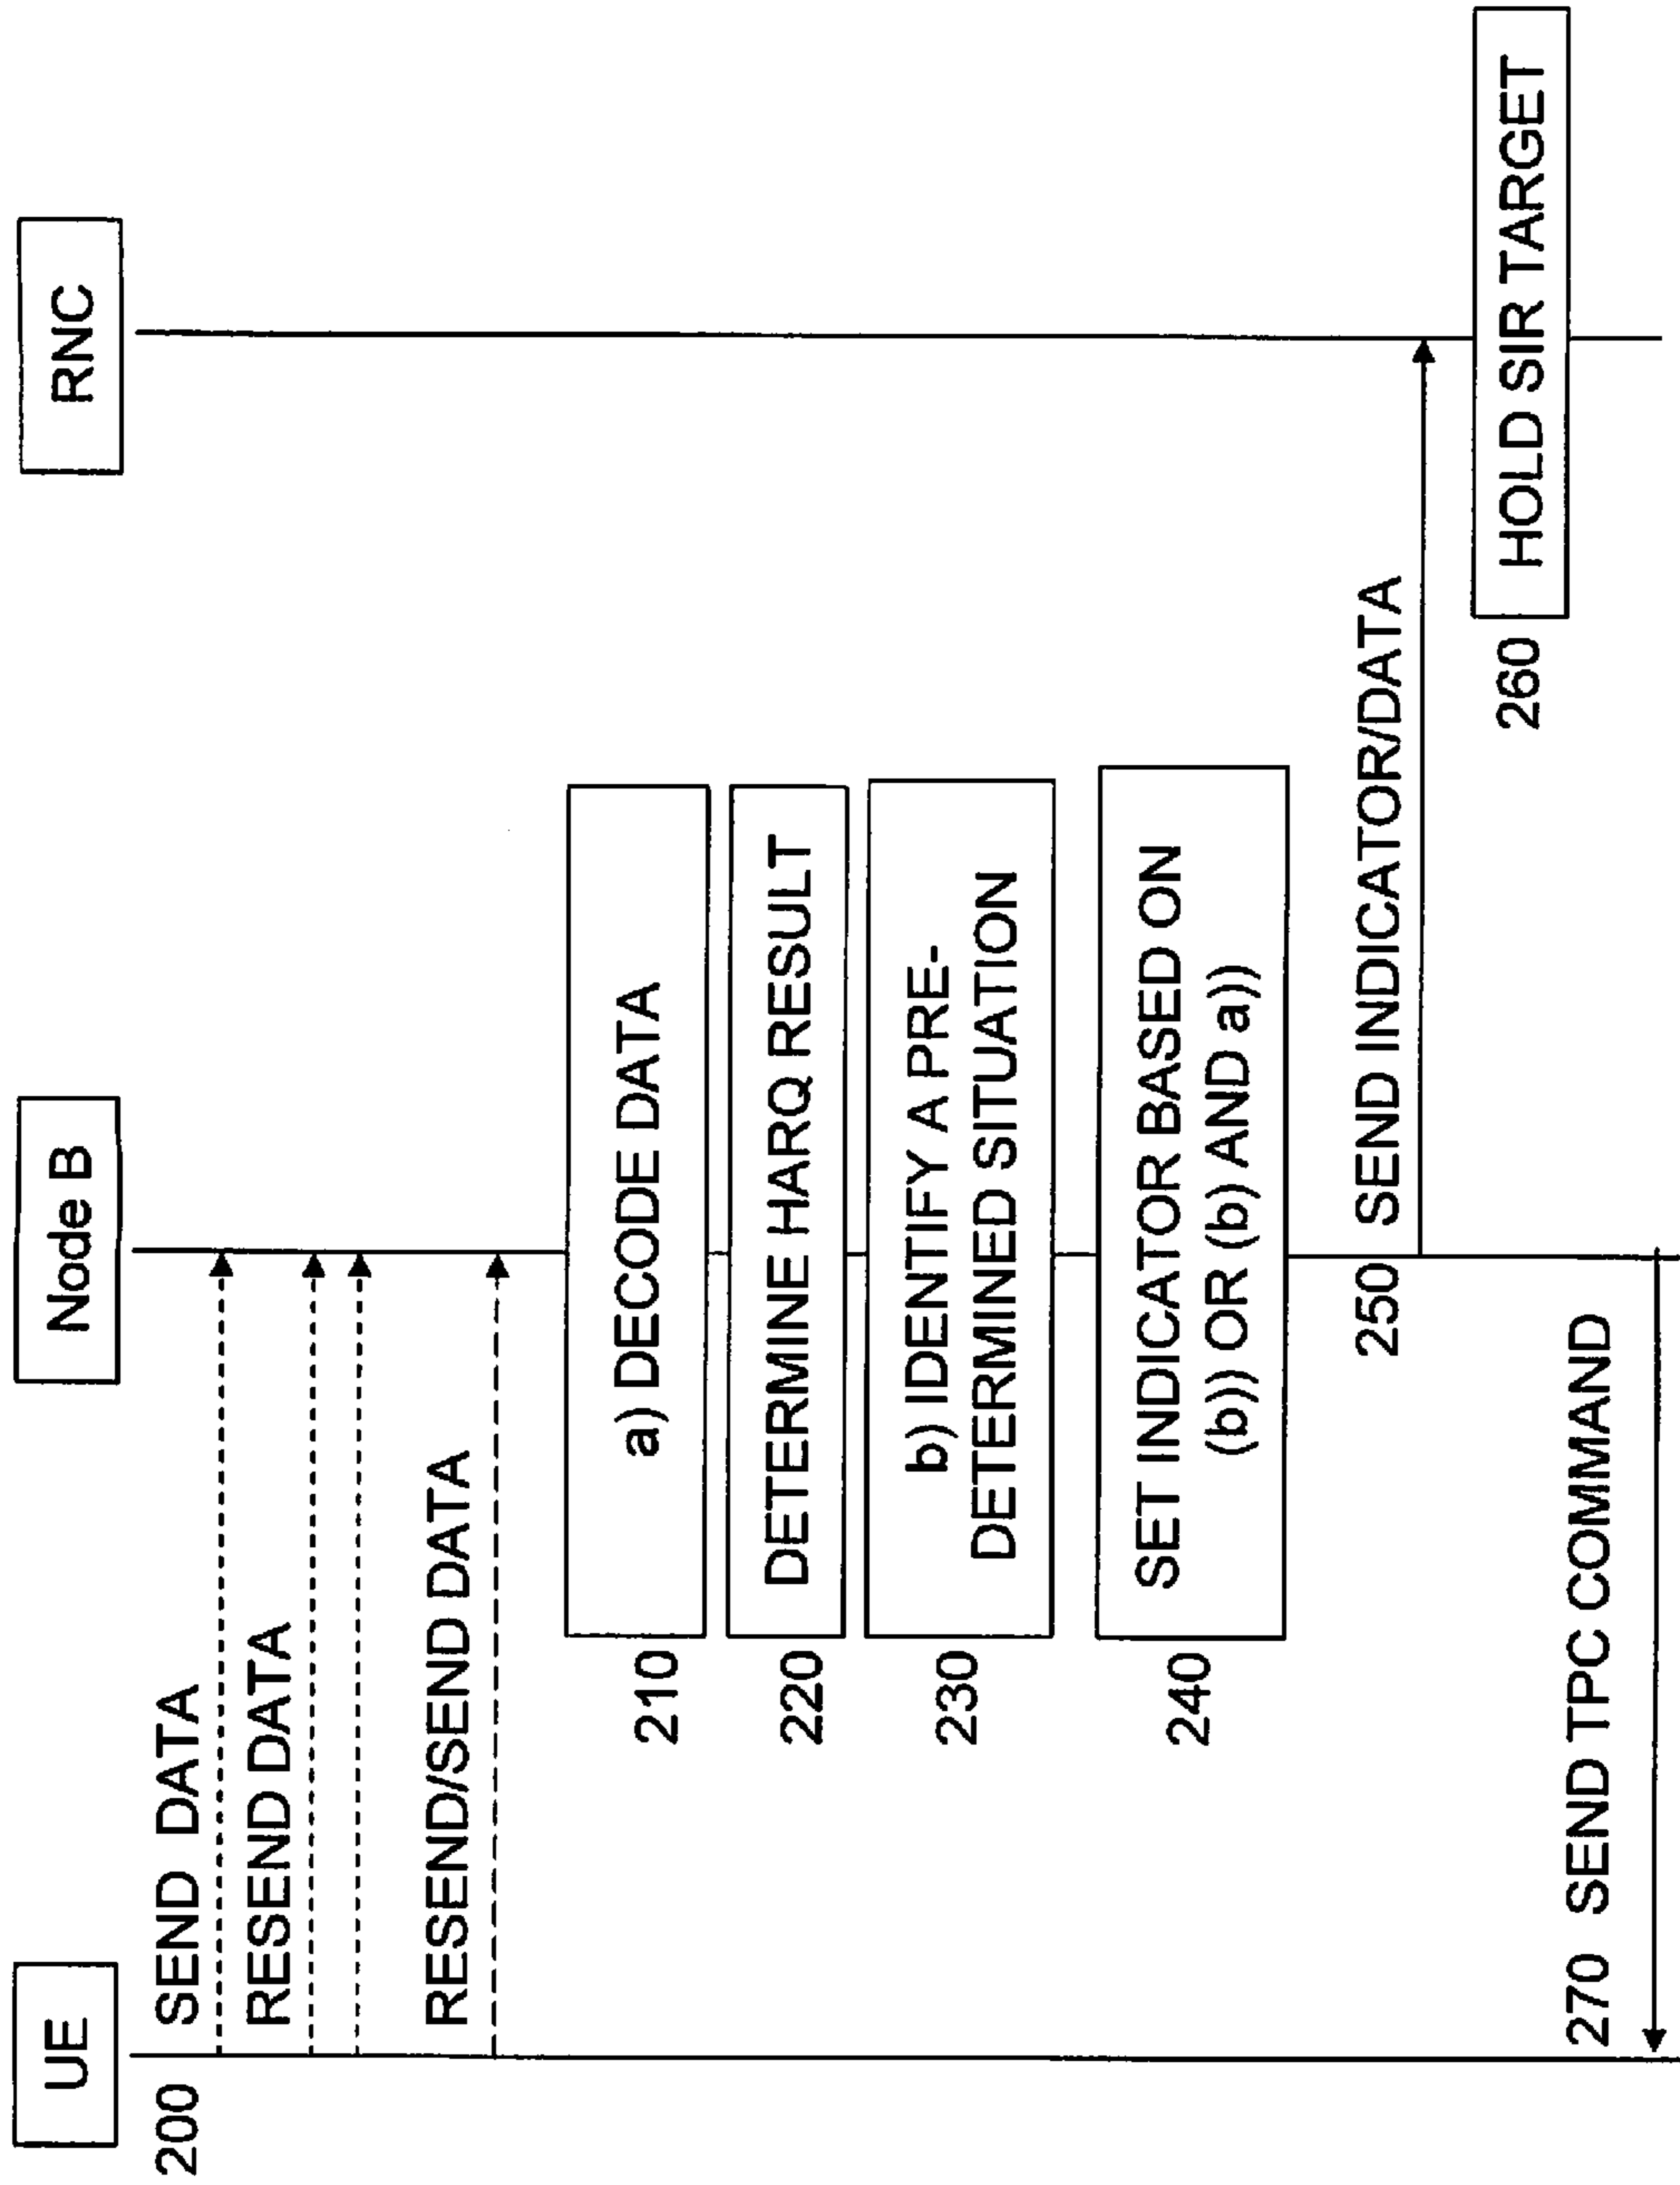 UE
Node B
RNC
200
SEND DATA
RESEND DATA
RESEND/SEND DATA
210
a) DECODE DATA
220
DETERMINE HARQ RESULT
230
b) IDENTIFY A PRE-
DETERMINED SITUATION
240
SET INDICATOR BASED ON
(b)) OR (b) AND a))
250 SEND INDICATOR/DATA
260
HOLD SIR TARGET
270 SEND TPC COMMAND